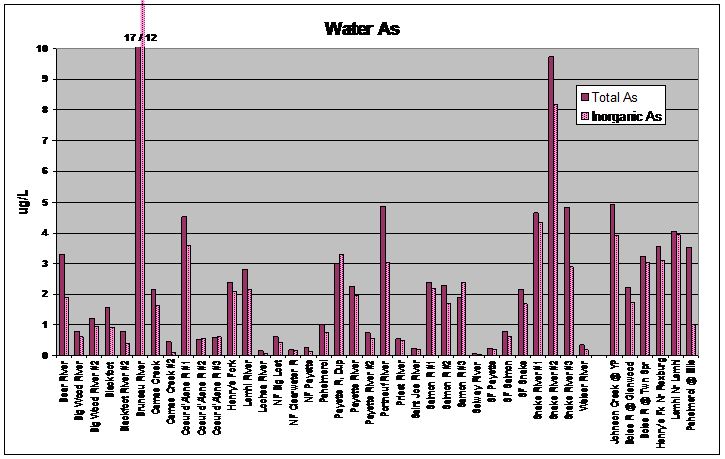 Water As
17 / 12
10
9
8
7
6
5
4
3
2
1
0
ug/L
Total As
Inorganic As
Bear River
Big Wood River
Big Wood River #2
Blackfoot
Blackfoot River #2
Bruneau River
Camas Creek
Camas Creek #2
Coeur d'Alene R #1
Coeur d'Alene R #2
Coeur d'Alene R #3
Henry's Fork
Lemhi River
Lochsa River
NF Big Lost
NF Clearwater R
NF Payette
Pahsimeroi
Payette R, Dup
Payette River
Payette River #2
Portneuf River
Priest River
Saint Joe River
Salmon R #1
Salmon R #2
Samon R #3
Selway River
SF Payette
SF Salmon
SF Snake
Snake River #1
Snake River #2
Snake River #3
Weiser River
Johnson Creek @ YP
Boise R @ Glenwood
Boise R @ Twin Spr
Henry's Fk Nr Rexburg
Lemhi Nr Lemhi
Pahsimeroi @ Ellis